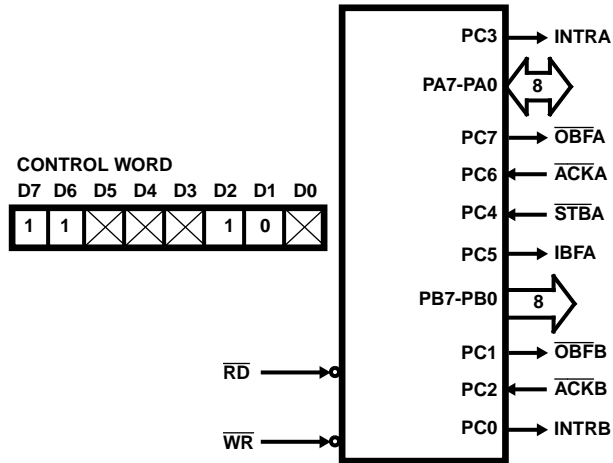 PC3 INTRA
PA7-PA0 8
PC7 OBFA
CONTROL WORD
PC6 ACKA
D7 D6 D5 D4 D3 D2 D1 D0
PC4 STBA
1 1 1 0
PC5 IBFA
PB7-PB0 8
PC1 OBFB
RD
PC2 ACKB
PC0 INTRB
WR